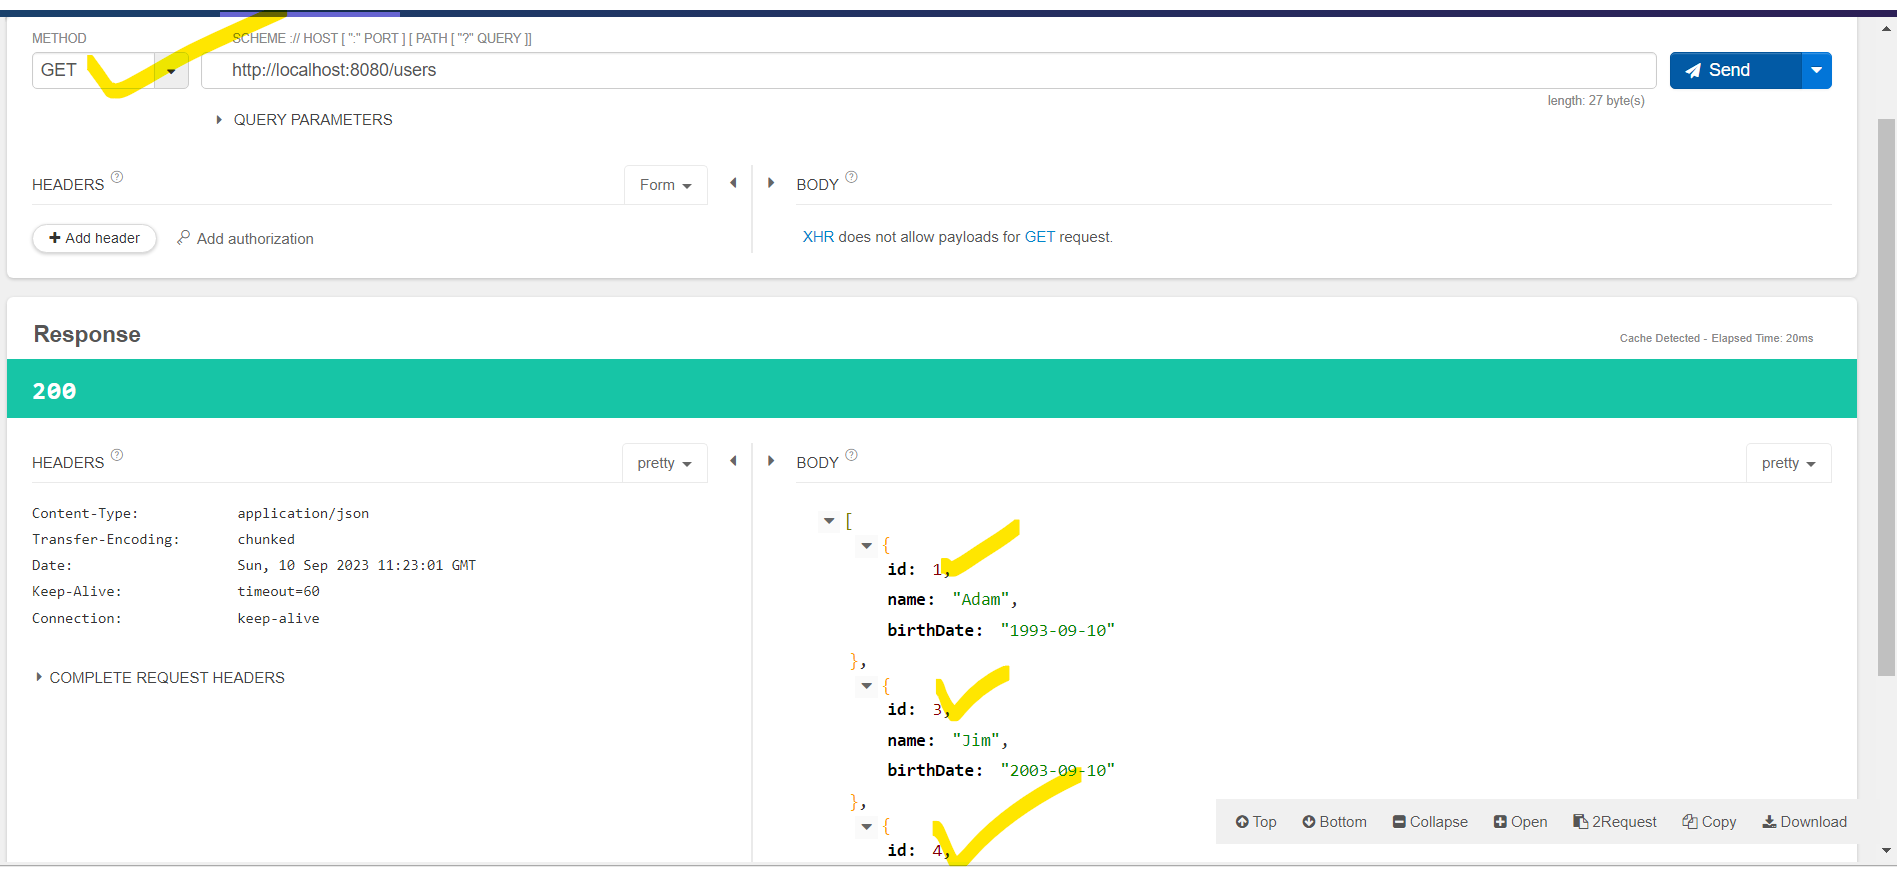 METHOD
SCHEME :// HOST [ ":" PORT ] [ PATH [ "?" QUERY ]]
GET
http://localhost:8080/users
Send
length: 27 byte(s)
QUERY PARAMETERS
HEADERS ?
Form
BODY ?
+ Add header
Add authorization
XHR does not allow payloads for GET request.
Response
Cache Detected - Elapsed Time: 20ms
200
HEADERS ?
pretty
BODY ?
pretty
Content-Type: application/json
Transfer-Encoding: chunked
Date: Sun, 10 Sep 2023 11:23:01 GMT
Keep-Alive: timeout=60
Connection: keep-alive
COMPLETE REQUEST HEADERS
[
{
id: 1,
name: "Adam",
birthDate: "1993-09-10"
},
{
id: 3,
name: "Jim",
birthDate: "2003-09-10"
},
{
id: 4,
Top Bottom Collapse Open 2Request Copy Download